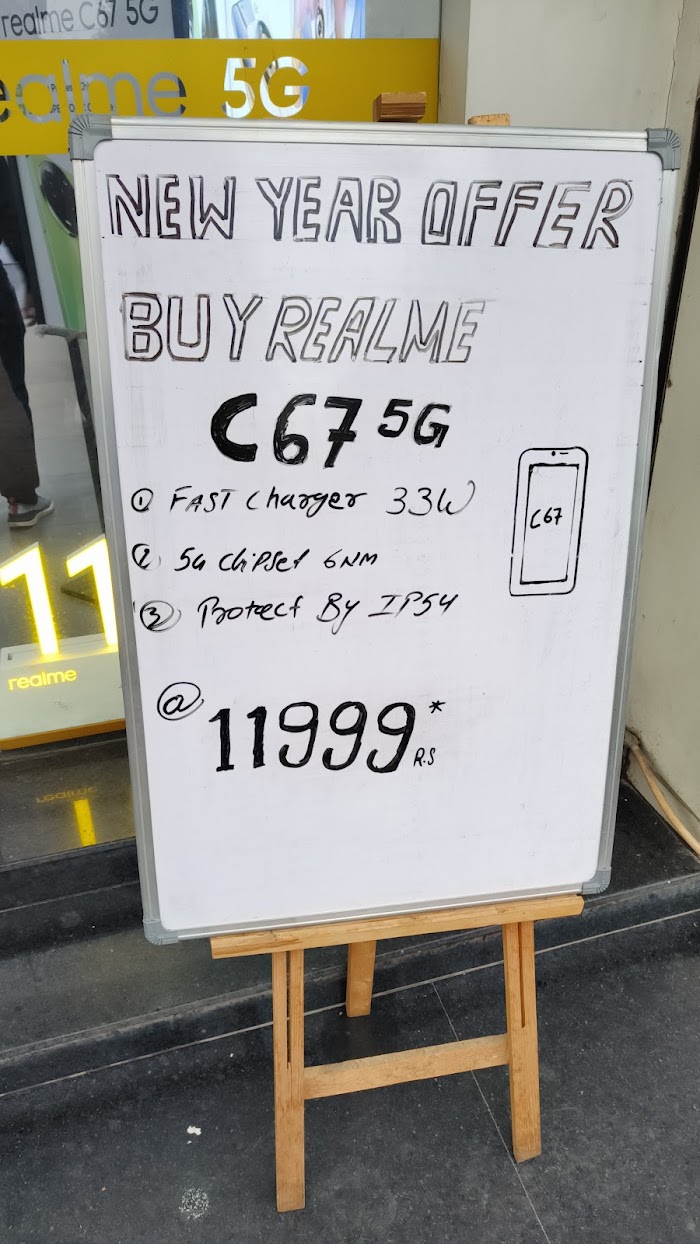 realme C67 5G
realme 5G
NEW YEAR OFFER
BUY REALME
C67 5G
① FAST Charger 33W
② 5G ChiPSet 6NM
③ Protect By IP54
C67
@ 11999* R.S
11
realme